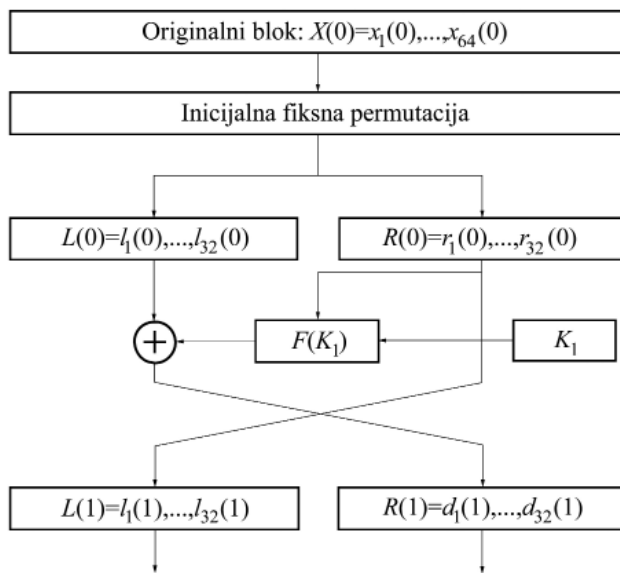 Originalni blok: X(0)=x₁(0),...,x₆₄(0)
Inicijalna fiksna permutacija
L(0)=l₁(0),...,l₃₂(0)
R(0)=r₁(0),...,r₃₂(0)
+
F(K₁)
K₁
L(1)=l₁(1),...,l₃₂(1)
R(1)=d₁(1),...,d₃₂(1)